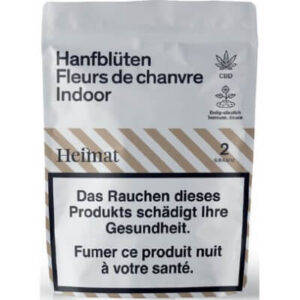 Hanfblüten
Fleurs de chanvre
Indoor
CBD
Heimat
2
GRAMM
Das Rauchen dieses
Produkts schädigt Ihre
Gesundheit.
Fumer ce produit nuit
à votre santé.